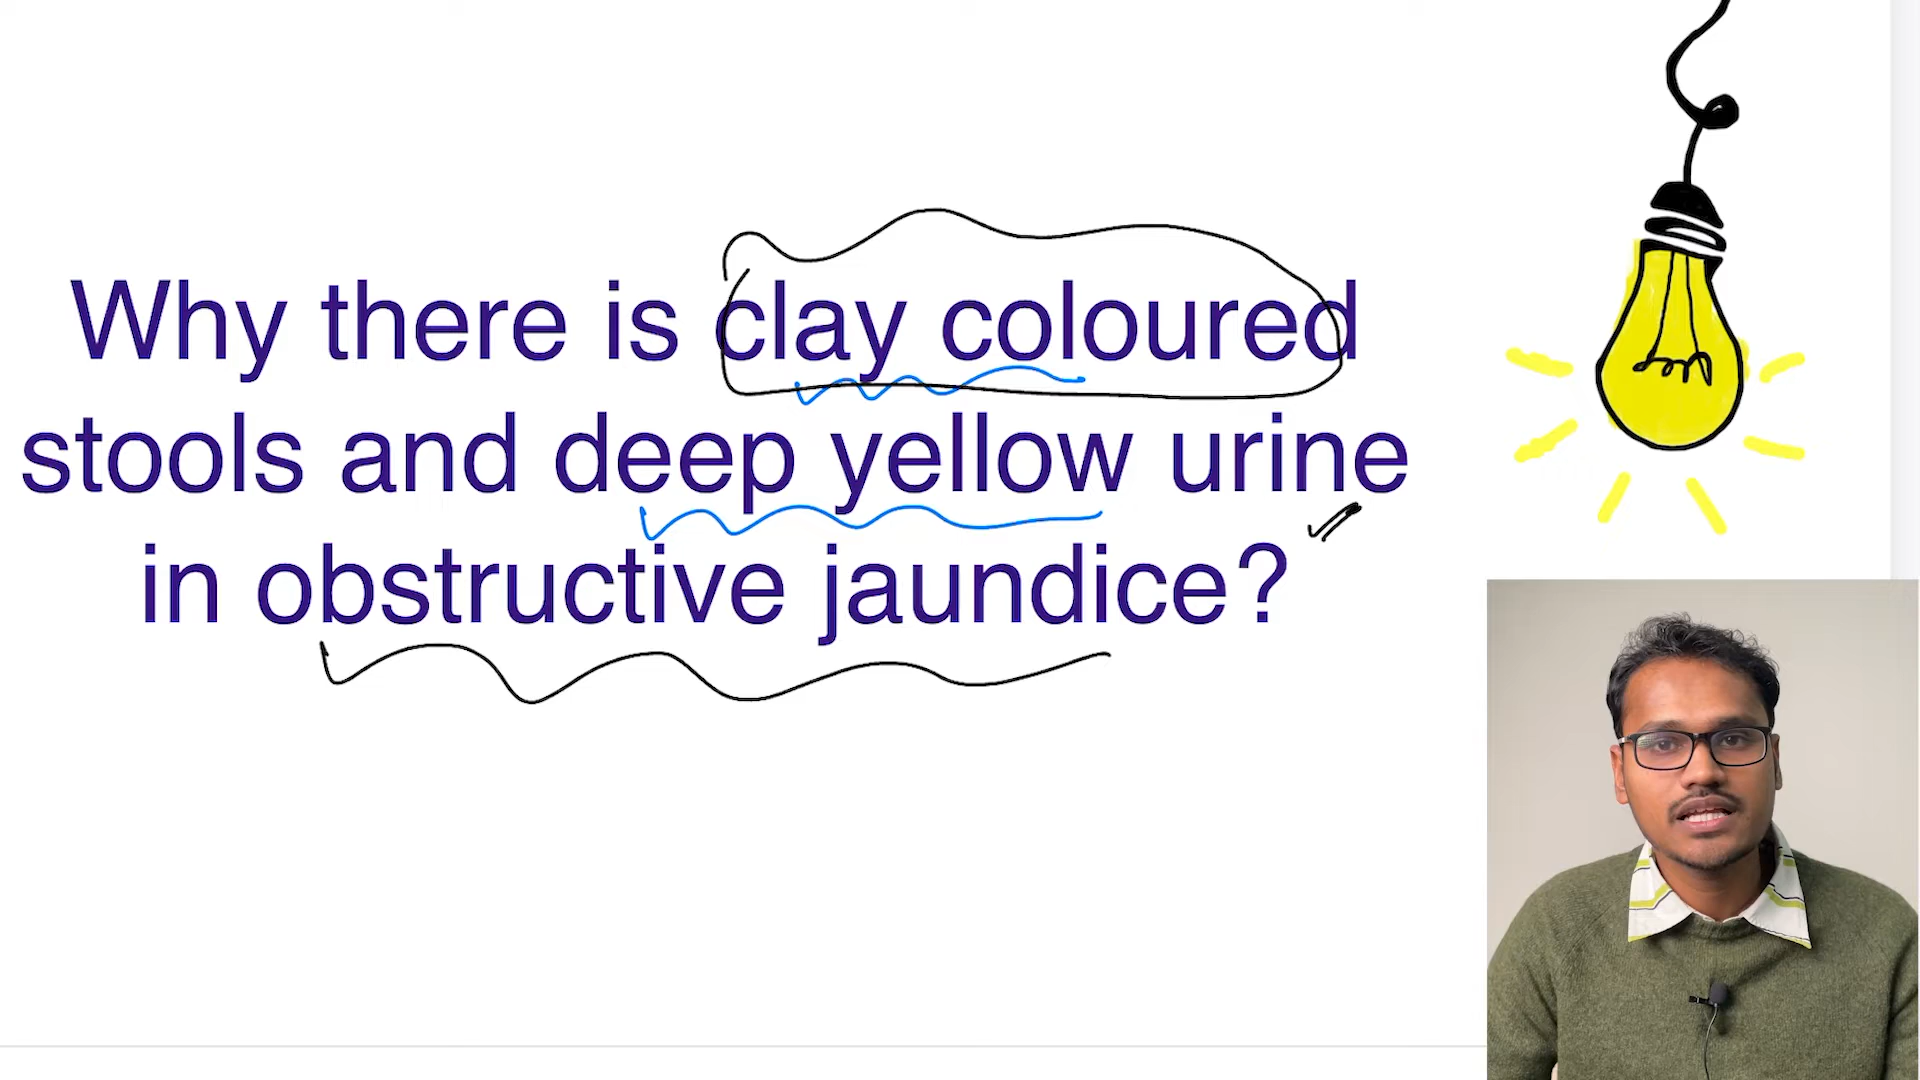 Why there is clay coloured
stools and deep yellow urine
in obstructive jaundice?